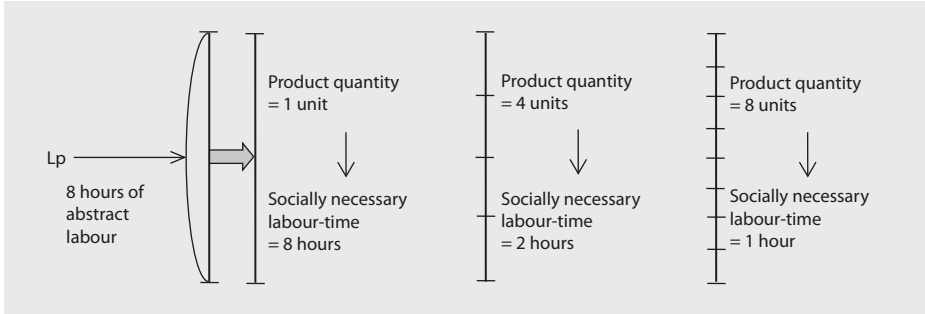 Lp
8 hours of
abstract
labour
Product quantity
= 1 unit
Socially necessary
labour-time
= 8 hours
Product quantity
= 4 units
Socially necessary
labour-time
= 2 hours
Product quantity
= 8 units
Socially necessary
labour-time
= 1 hour